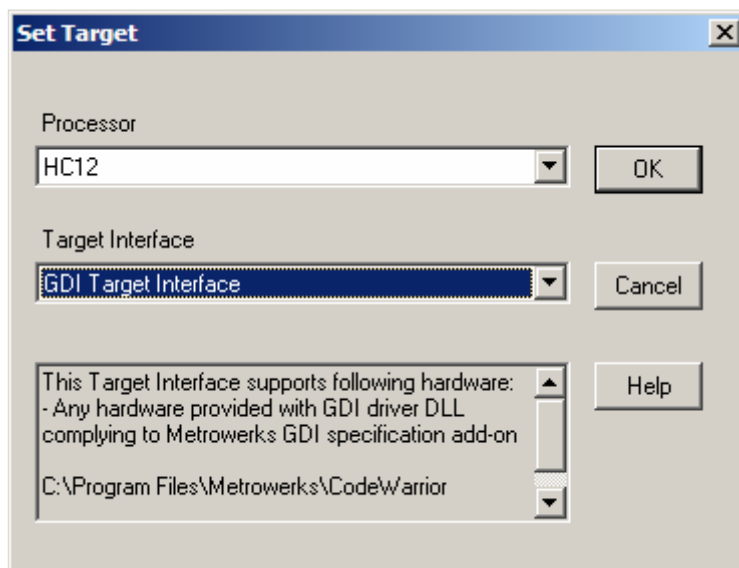 Set Target
Processor
HC12
OK
Target Interface
GDI Target Interface
Cancel
This Target Interface supports following hardware:
- Any hardware provided with GDI driver DLL
complying to Metrowerks GDI specification add-on
C:\Program Files\Metrowerks\CodeWarrior
Help